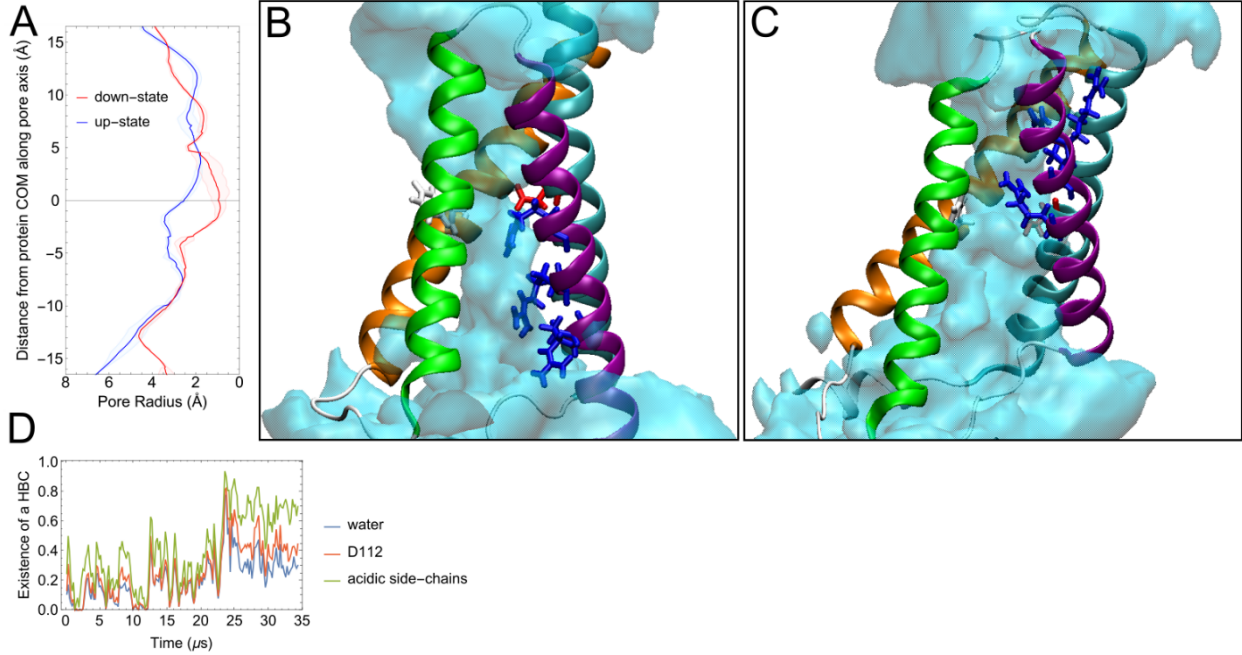 A
B
C
Distance from protein COM along pore axis (Å)
15
10
5
0
−5
−10
−15
down−state
up−state
8
6
4
2
0
Pore Radius (Å)
D
Existence of a HBC
1.0
0.8
0.6
0.4
0.2
0.0
0
5
10
15
20
25
30
35
Time (μs)
water
D112
acidic side−chains